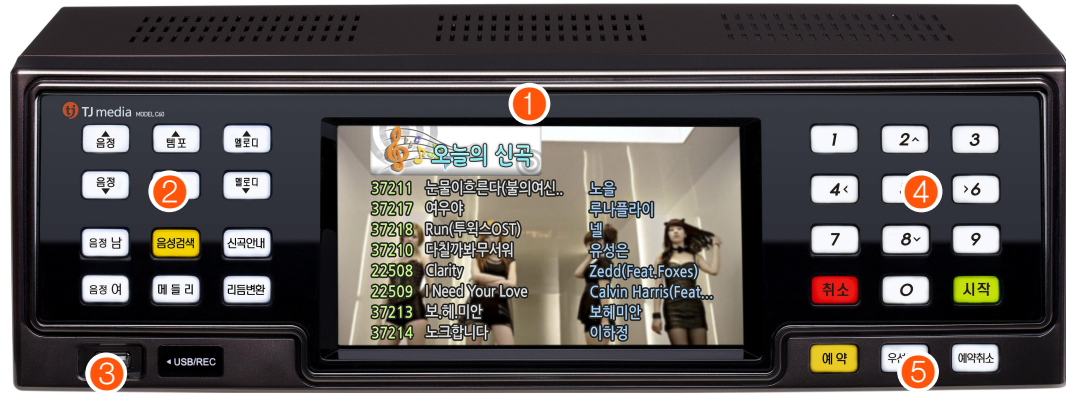 1
TJ media MODEL C60
음정 템포 멜로디
음정 멜로디
2
음정 남 음성검색 신곡안내
음정 여 메들리 리듬변환
3
USB/REC
오늘의 신곡
37211 눈물이흐른다(불의여신.. 노을
37217 여우야 루나플라이
37218 Run(투윅스OST) 넬
37210 다칠까봐무서워 유성은
22508 Clarity Zedd(Feat.Foxes)
22509 I Need Your Love Calvin Harris(Feat...
37213 보.헤.미안 보헤미안
37214 노크합니다 이하정
1 2 3
4 6
4
7 8 9
취소 0 시작
예약 예약취소
5